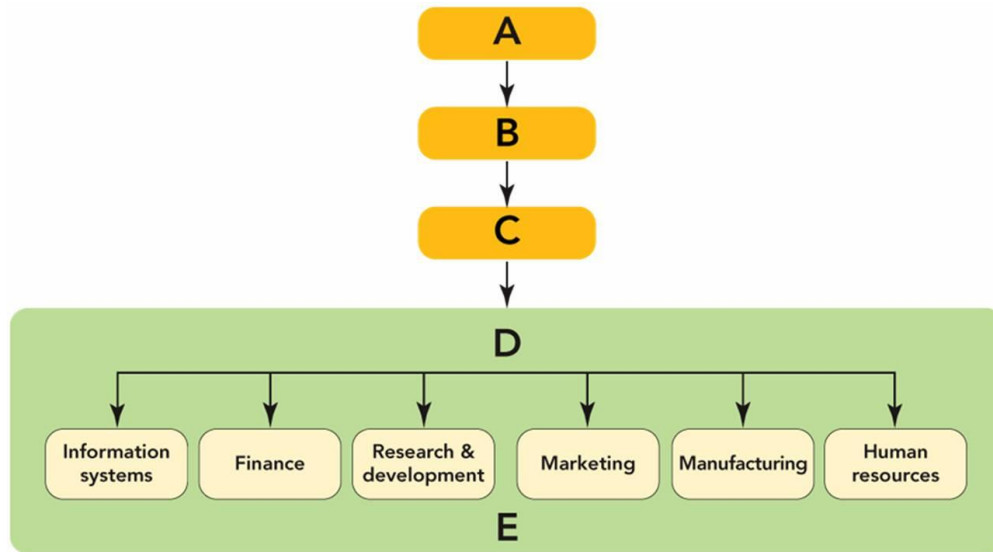 A
B
C
D
Information
systems
Finance
Research &
development
Marketing
Manufacturing
Human
resources
E